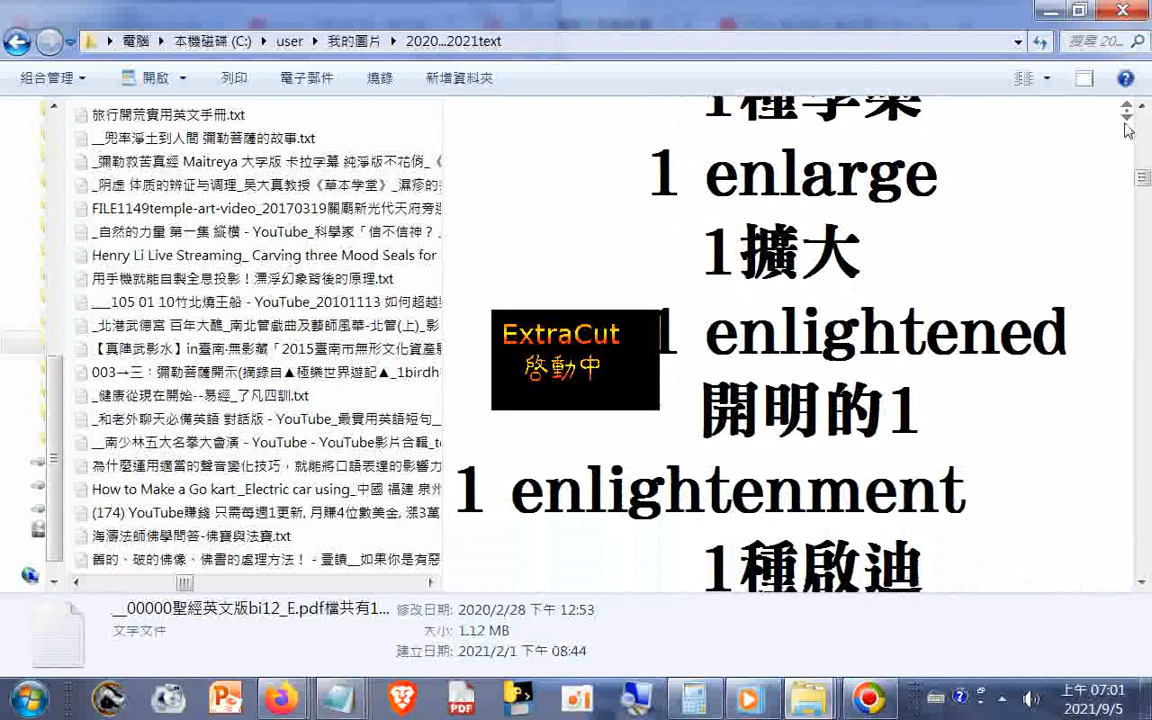 電腦 ▸ 本機磁碟 (C:) ▸ user ▸ 我的圖片 ▸ 2020...2021text
搜尋 20...
組合管理 開啟 列印 電子郵件 燒錄 新增資料夾
旅行開荒實用英文手冊.txt
__兜率淨土到人間 彌勒菩薩的故事.txt
_彌勒救苦真經 Maitreya 大字版 卡拉字幕 純淨版不花俏_《
_阴虚 体质的辨证与调理_吴大真教授《草本学堂》_濕疹的
FILE1149temple-art-video_20170319關廟新光代天府旁
_自然的力量 第一集 縱橫 - YouTube_科學家「信不信神？」
Henry Li Live Streaming_ Carving three Mood Seals for
用手機就能自製全息投影！漂浮幻象背後的原理.txt
___105 01 10竹北燒王船 - YouTube_20101113 如何超越
_北港武德宮 百年大醮_南北管戲曲及藝師風華-北管(上)_影
【真陣武影水】in臺南·無影藏「2015臺南市無形文化資產
003→三：彌勒菩薩開示(摘錄自▲極樂世界遊記▲_1birdh
_健康從現在開始--易經_了凡四訓.txt
_和老外聊天必備英語 對話版 - YouTube_最實用英語短句_
__南少林五大名拳大會演 - YouTube - YouTube影片合輯_t
為什麼運用適當的聲音變化技巧，就能將口語表達的影響力
How to Make a Go kart _Electric car using_中國 福建 泉州
(174) YouTube賺錢 只需每週1更新, 月賺4位數美金, 漲3萬
海濤法師佛學問答-佛寶與法寶.txt
舊的、破的佛像、佛書的處理方法！ - 壹讀__如果你是有惡
1種享樂
1 enlarge
1擴大
1 enlightened
開明的1
1 enlightenment
1種啟迪
ExtraCut
啓動中
__00000聖經英文版bi12_E.pdf檔共有1...
文字文件
修改日期: 2020/2/28 下午 12:53
大小: 1.12 MB
建立日期: 2021/2/1 下午 08:44
PDF
上午 07:01
2021/9/5